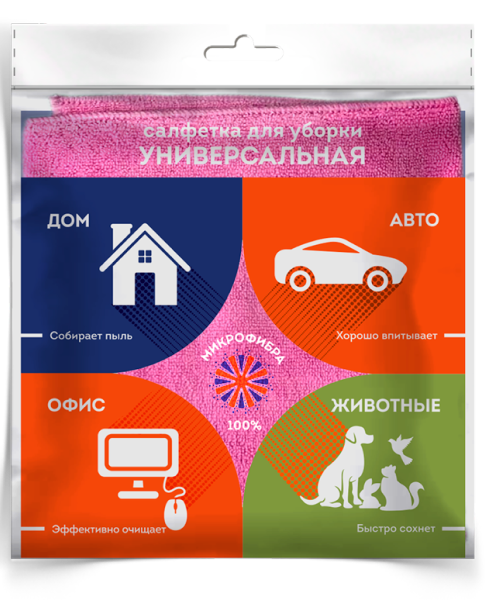 салфетка для уборки
УНИВЕРСАЛЬНАЯ
ДОМ
АВТО
Собирает пыль
Хорошо впитывает
МИКРОФИБРА
100%
ОФИС
ЖИВОТНЫЕ
Эффективно очищает
Быстро сохнет